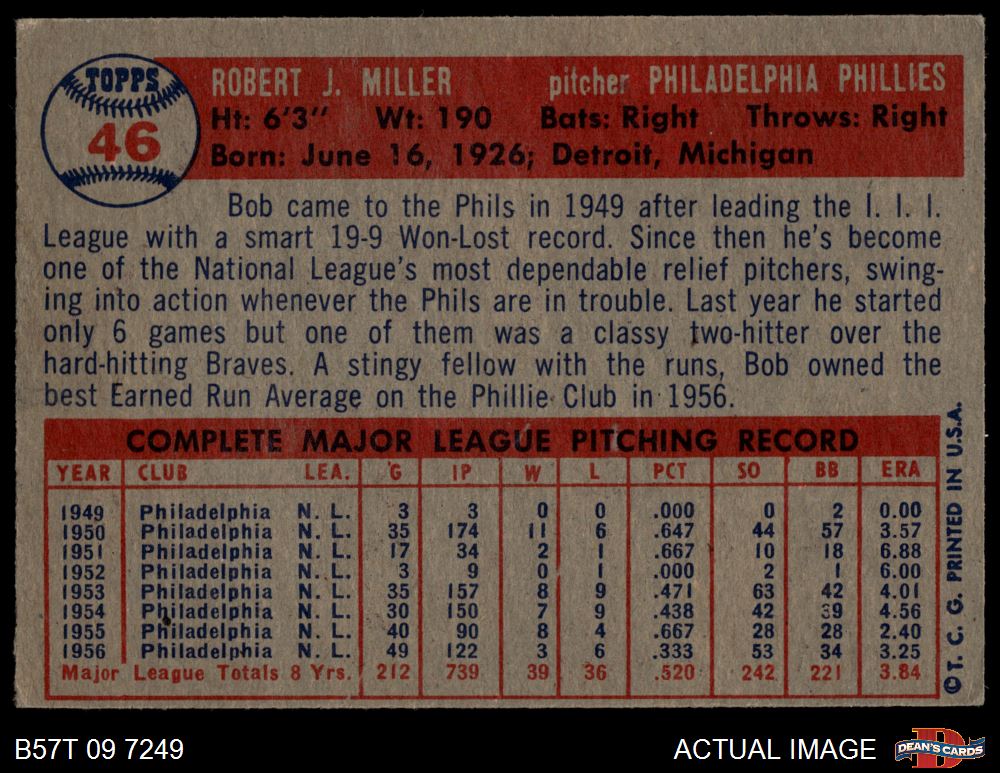 TOPPS
46
ROBERT J. MILLER pitcher PHILADELPHIA PHILLIES
Ht: 6'3" Wt: 190 Bats: Right Throws: Right
Born: June 16, 1926; Detroit, Michigan
Bob came to the Phils in 1949 after leading the I. I. I.
League with a smart 19-9 Won-Lost record. Since then he's become
one of the National League's most dependable relief pitchers, swing-
ing into action whenever the Phils are in trouble. Last year he started
only 6 games but one of them was a classy two-hitter over the
hard-hitting Braves. A stingy fellow with the runs, Bob owned the
best Earned Run Average on the Phillie Club in 1956.
COMPLETE MAJOR LEAGUE PITCHING RECORD
YEAR CLUB LEA. G IP W L PCT SO BB ERA
1949 Philadelphia N. L. 3 3 0 0 .000 0 2 0.00
1950 Philadelphia N. L. 35 174 11 6 .647 44 57 3.57
1951 Philadelphia N. L. 17 34 2 1 .667 10 18 6.88
1952 Philadelphia N. L. 3 9 0 1 .000 2 1 6.00
1953 Philadelphia N. L. 35 157 8 9 .471 63 42 4.01
1954 Philadelphia N. L. 30 150 7 9 .438 42 39 4.56
1955 Philadelphia N. L. 40 90 8 4 .667 28 28 2.40
1956 Philadelphia N. L. 49 122 3 6 .333 53 34 3.25
Major League Totals 8 Yrs. 212 739 39 36 .520 242 221 3.84
©T. C. G. PRINTED IN U.S.A.
B57T 09 7249
ACTUAL IMAGE
D
DEAN'S CARDS